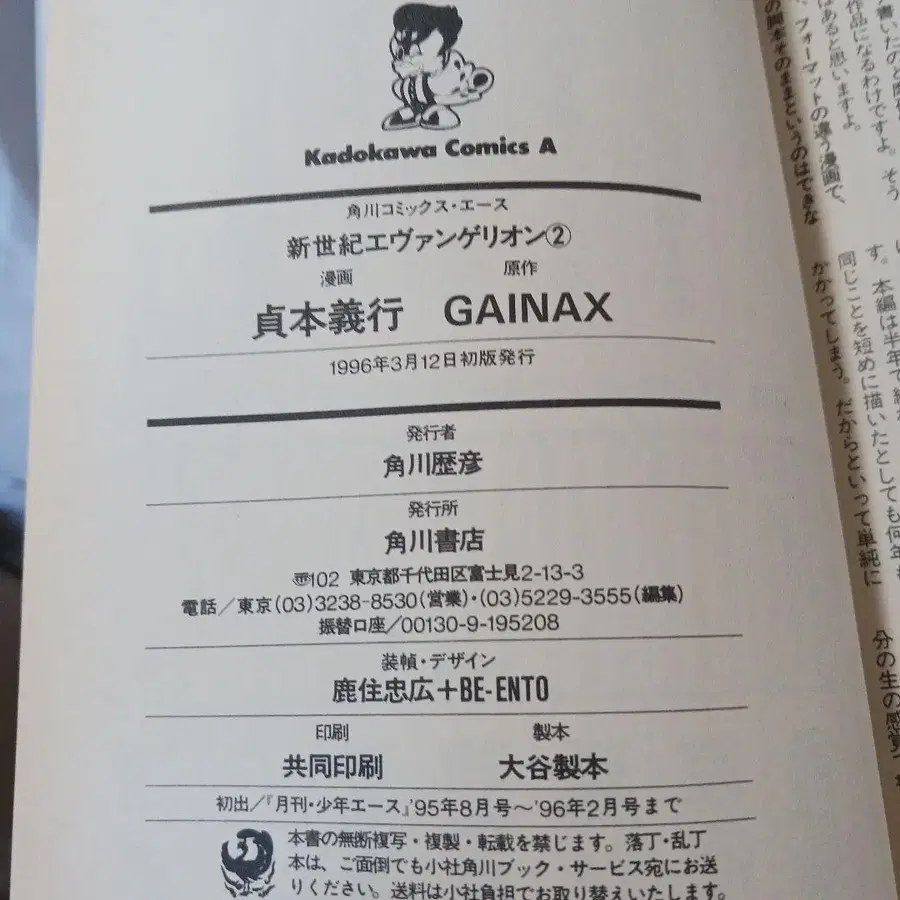 Kadokawa Comics A
角川コミックス・エース
新世紀エヴァンゲリオン②
漫画 原作
貞本義行 GAINAX
1996年3月12日初版発行
発行者
角川歴彦
発行所
角川書店
〒102 東京都千代田区富士見2-13-3
電話/東京(03)3238-8530(営業)・(03)5229-3555(編集)
振替口座/00130-9-195208
装幀・デザイン
鹿住忠広+BE-ENTO
印刷 製本
共同印刷 大谷製本
初出/『月刊・少年エース』'95年8月号〜'96年2月号まで
本書の無断複写・複製・転載を禁じます。落丁・乱丁
本は、ご面倒でも小社角川ブック・サービス宛にお送
りください。送料は小社負担でお取り替えいたします。
作品になるわけですよ。そう
はあると思いますよ。
フォーマットの違う漫画で、
の脚本そのままというのはできな
す。本編は半年で
同じことを短めに描いたとしても何年
かかってしまう。だからといって単純に
分の生の感覚